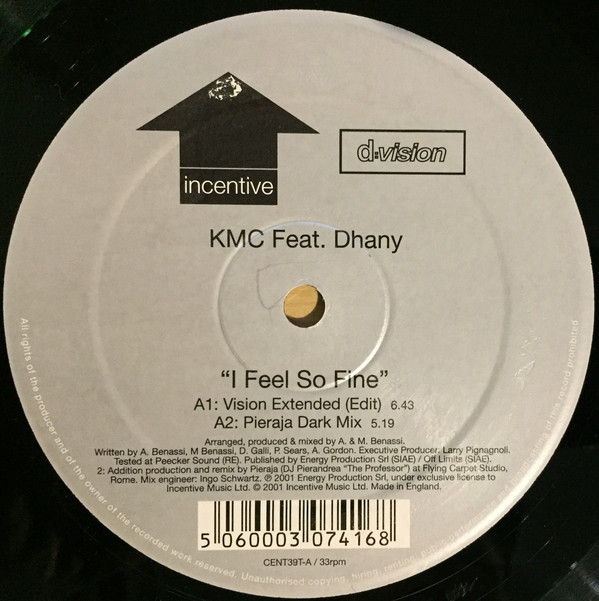 incentive
d:vision
KMC Feat. Dhany
“I Feel So Fine”
A1: Vision Extended (Edit) 6.43
A2: Pieraja Dark Mix 5.19
Arranged, produced & mixed by A. & M. Benassi.
Written by A. Benassi, M Benassi, D. Galli, P. Sears, A. Gordon. Executive Producer. Larry Pignagnoli.
Tested at Peecker Sound (RE). Published by Energy Production Srl (SIAE) / Off Limits (SIAE).
2: Addition production and remix by Pieraja (DJ Pierandrea “The Professor”) at Flying Carpet Studio,
Rome. Mix engineer: Ingo Schwartz. ℗ 2001 Energy Production Srl, under exclusive license to
Incentive Music Ltd. © 2001 Incentive Music Ltd. Made in England.
5 060003 074168
CENT39T-A / 33rpm
All rights of the producer and of the owner of the recorded work reserved. Unauthorised copying, hiring, renting, public performance of this record prohibited